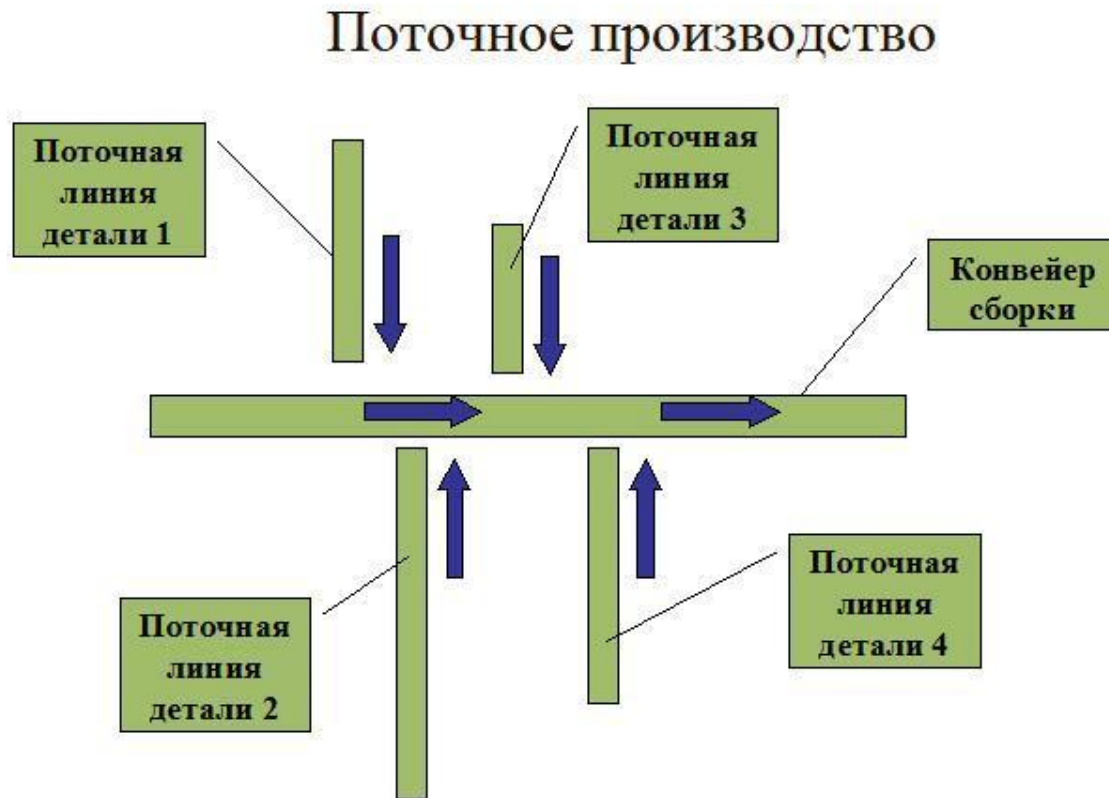 Поточное производство
Поточная
линия
детали 1
Поточная
линия
детали 3
Конвейер
сборки
Поточная
линия
детали 2
Поточная
линия
детали 4